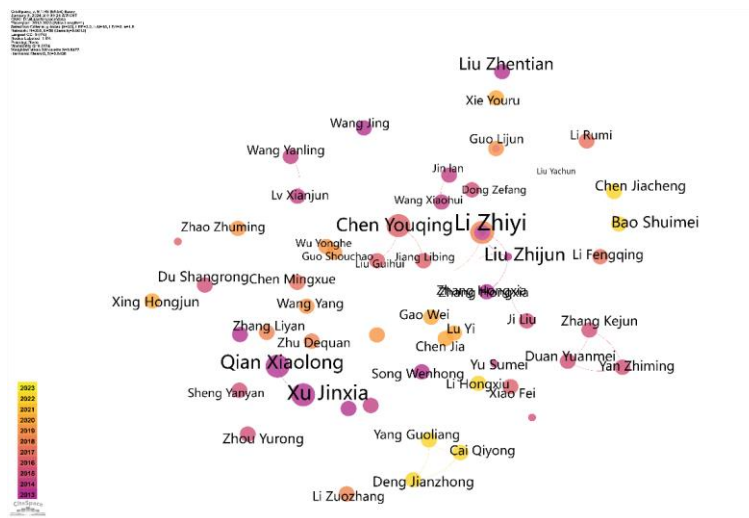 Liu Zhentian
Xie Youru
Wang Jing
Guo Lijun
Li Rumi
Wang Yanling
Jin lan
Liu Yachun
Lv Xianjun
Wang Xiaohui
Dong Zefang
Chen Jiacheng
Zhao Zhuming
Chen Youqing
Li Zhiyi
Bao Shuimei
Wu Yonghe
Guo Shouchao
Liu Guihui
Jiang Libing
Liu Zhijun
Li Fengqing
Du Shangrong
Chen Mingxue
Zhang Hongxia
Xing Hongjun
Wang Yang
Gao Wei
Ji Liu
Zhang Kejun
Zhang Liyan
Lu Yi
Zhu Dequan
Chen Jia
Duan Yuanmei
Yan Zhiming
Qian Xiaolong
Song Wenhong
Yu Sumei
Sheng Yanyan
Xu Jinxia
Li Hongxiu
Xiao Fei
Zhou Yurong
Yang Guoliang
Cai Qiyong
Deng Jianzhong
Li Zuozhang
2023
2022
2021
2020
2019
2018
2017
2016
2015
2014
2013
CiteSpace